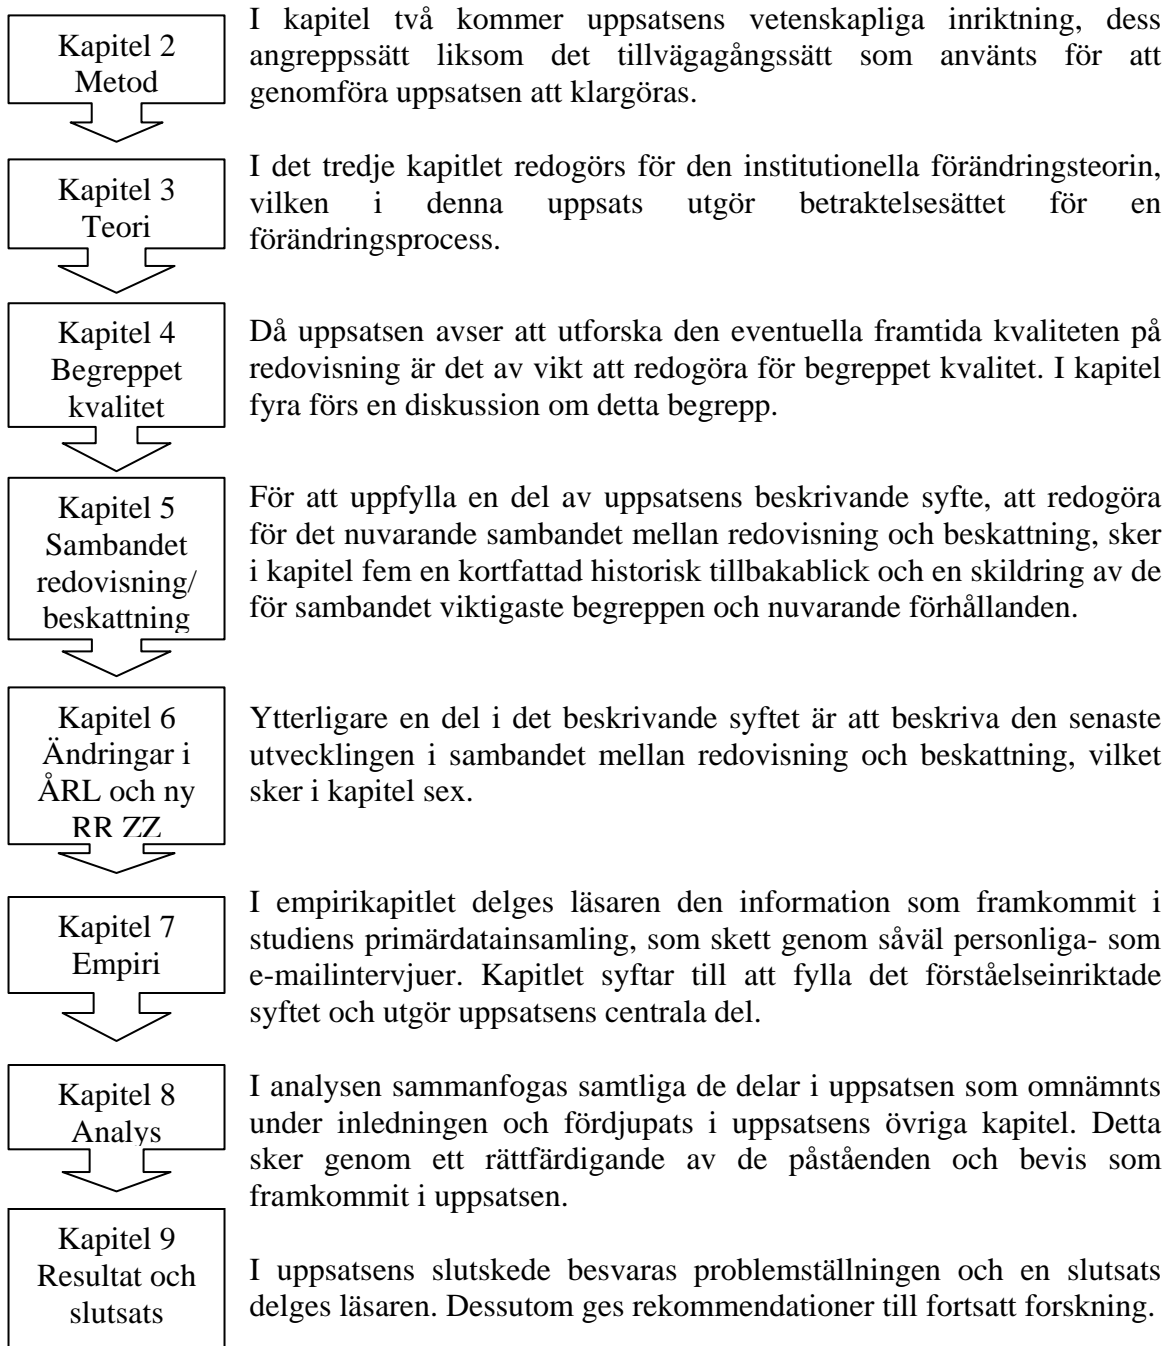 Kapitel 2
Metod
I kapitel två kommer uppsatsens vetenskapliga inriktning, dess
angreppssätt liksom det tillvägagångssätt som använts för att
genomföra uppsatsen att klargöras.
Kapitel 3
Teori
I det tredje kapitlet redogörs för den institutionella förändringsteorin,
vilken i denna uppsats utgör betraktelsesättet för en
förändringsprocess.
Kapitel 4
Begreppet
kvalitet
Då uppsatsen avser att utforska den eventuella framtida kvaliteten på
redovisning är det av vikt att redogöra för begreppet kvalitet. I kapitel
fyra förs en diskussion om detta begrepp.
Kapitel 5
Sambandet
redovisning/
beskattning
För att uppfylla en del av uppsatsens beskrivande syfte, att redogöra
för det nuvarande sambandet mellan redovisning och beskattning, sker
i kapitel fem en kortfattad historisk tillbakablick och en skildring av de
för sambandet viktigaste begreppen och nuvarande förhållanden.
Kapitel 6
Ändringar i
ÅRL och ny
RR ZZ
Ytterligare en del i det beskrivande syftet är att beskriva den senaste
utvecklingen i sambandet mellan redovisning och beskattning, vilket
sker i kapitel sex.
Kapitel 7
Empiri
I empirikapitlet delges läsaren den information som framkommit i
studiens primärdatainsamling, som skett genom såväl personliga- som
e-mailintervjuer. Kapitlet syftar till att fylla det förståelseinriktade
syftet och utgör uppsatsens centrala del.
Kapitel 8
Analys
I analysen sammanfogas samtliga de delar i uppsatsen som omnämnts
under inledningen och fördjupats i uppsatsens övriga kapitel. Detta
sker genom ett rättfärdigande av de påståenden och bevis som
framkommit i uppsatsen.
Kapitel 9
Resultat och
slutsats
I uppsatsens slutskede besvaras problemställningen och en slutsats
delges läsaren. Dessutom ges rekommendationer till fortsatt forskning.